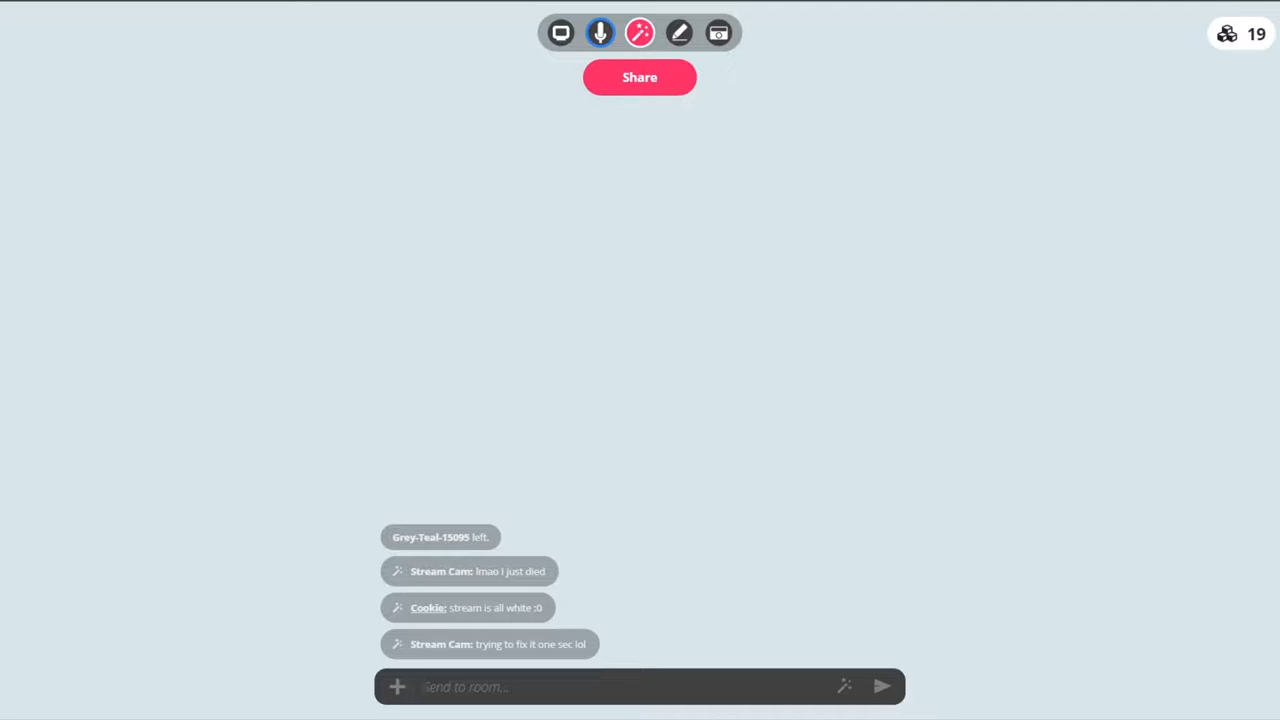 19
Share
Grey-Teal-15095 left.
Stream Cam: lmao I just died
Cookie: stream is all white :0
Stream Cam: trying to fix it one sec lol
Send to room...